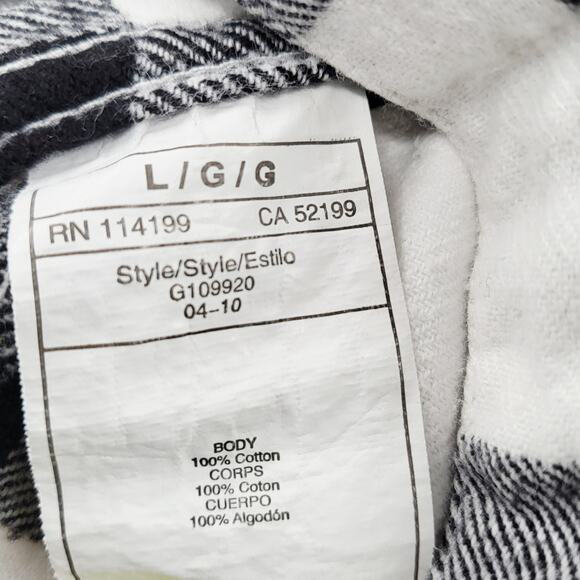 L / G / G
RN 114199 CA 52199
Style/Style/Estilo
G109920
04-10
BODY
100% Cotton
CORPS
100% Coton
CUERPO
100% Algodón